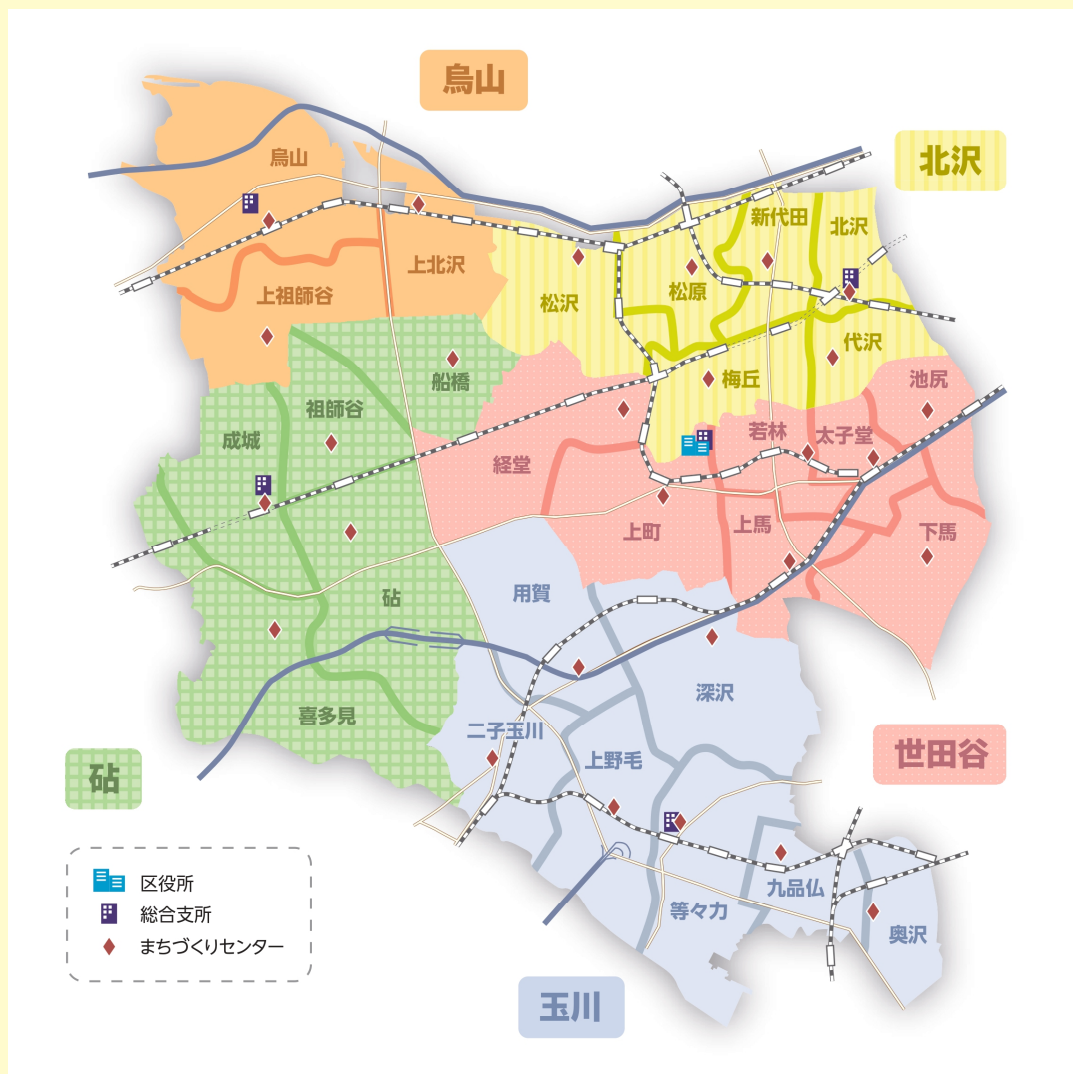 烏山
北沢
烏山
新代田
北沢
上北沢
松原
上祖師谷
松沢
代沢
船橋
梅丘
池尻
祖師谷
成城
若林
太子堂
経堂
上町
上馬
下馬
用賀
砧
深沢
喜多見
二子玉川
上野毛
世田谷
砧
区役所
総合支所
まちづくりセンター
九品仏
等々力
奥沢
玉川